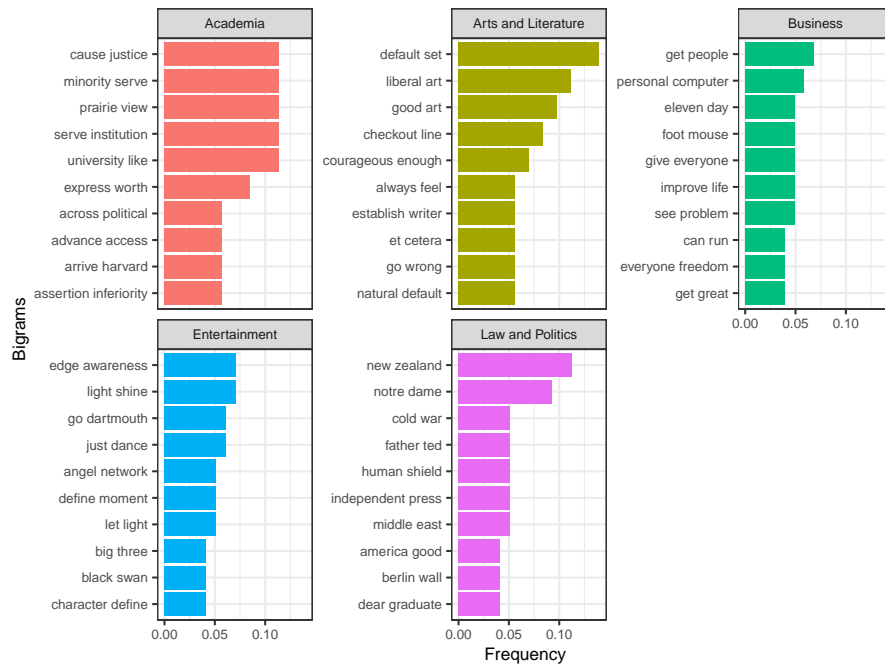 Academia
cause justice
minority serve
prairie view
serve institution
university like
express worth
across political
advance access
arrive harvard
assertion inferiority
Arts and Literature
default set
liberal art
good art
checkout line
courageous enough
always feel
establish writer
et cetera
go wrong
natural default
Business
get people
personal computer
eleven day
foot mouse
give everyone
improve life
see problem
can run
everyone freedom
get great
0.00 0.05 0.10
Entertainment
edge awareness
light shine
go dartmouth
just dance
angel network
define moment
let light
big three
black swan
character define
0.00 0.05 0.10
Law and Politics
new zealand
notre dame
cold war
father ted
human shield
independent press
middle east
america good
berlin wall
dear graduate
0.00 0.05 0.10
Bigrams
Frequency